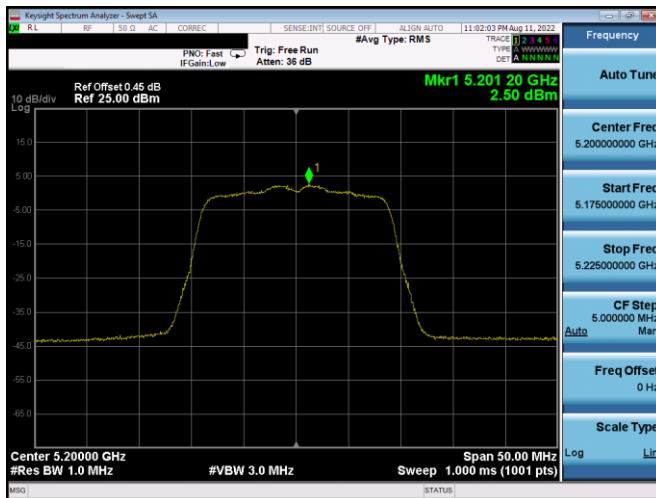 Keysight Spectrum Analyzer - Swept SA
RL RF 50 Ω AC CORREC SENSE:INT SOURCE OFF ALIGN AUTO 11:02:03 PM Aug 11, 2022
#Avg Type: RMS
TRACE 1 2 3 4 5 6
TYPE A WWWWW
DET A N N N N N
PNO: Fast
IFGain:Low
Trig: Free Run
Atten: 36 dB
Mkr1 5.201 20 GHz
2.50 dBm
Ref Offset 0.45 dB
Ref 25.00 dBm
10 dB/div
Log
15.0
5.00
-5.00
-15.0
-25.0
-35.0
-45.0
-55.0
-65.0
1
Center 5.20000 GHz
Span 50.00 MHz
#Res BW 1.0 MHz
#VBW 3.0 MHz
Sweep 1.000 ms (1001 pts)
MSG
STATUS
Frequency
Auto Tune
Center Freq
5.200000000 GHz
Start Freq
5.175000000 GHz
Stop Freq
5.225000000 GHz
CF Step
5.000000 MHz
Auto Man
Freq Offset
0 Hz
Scale Type
Log Lin